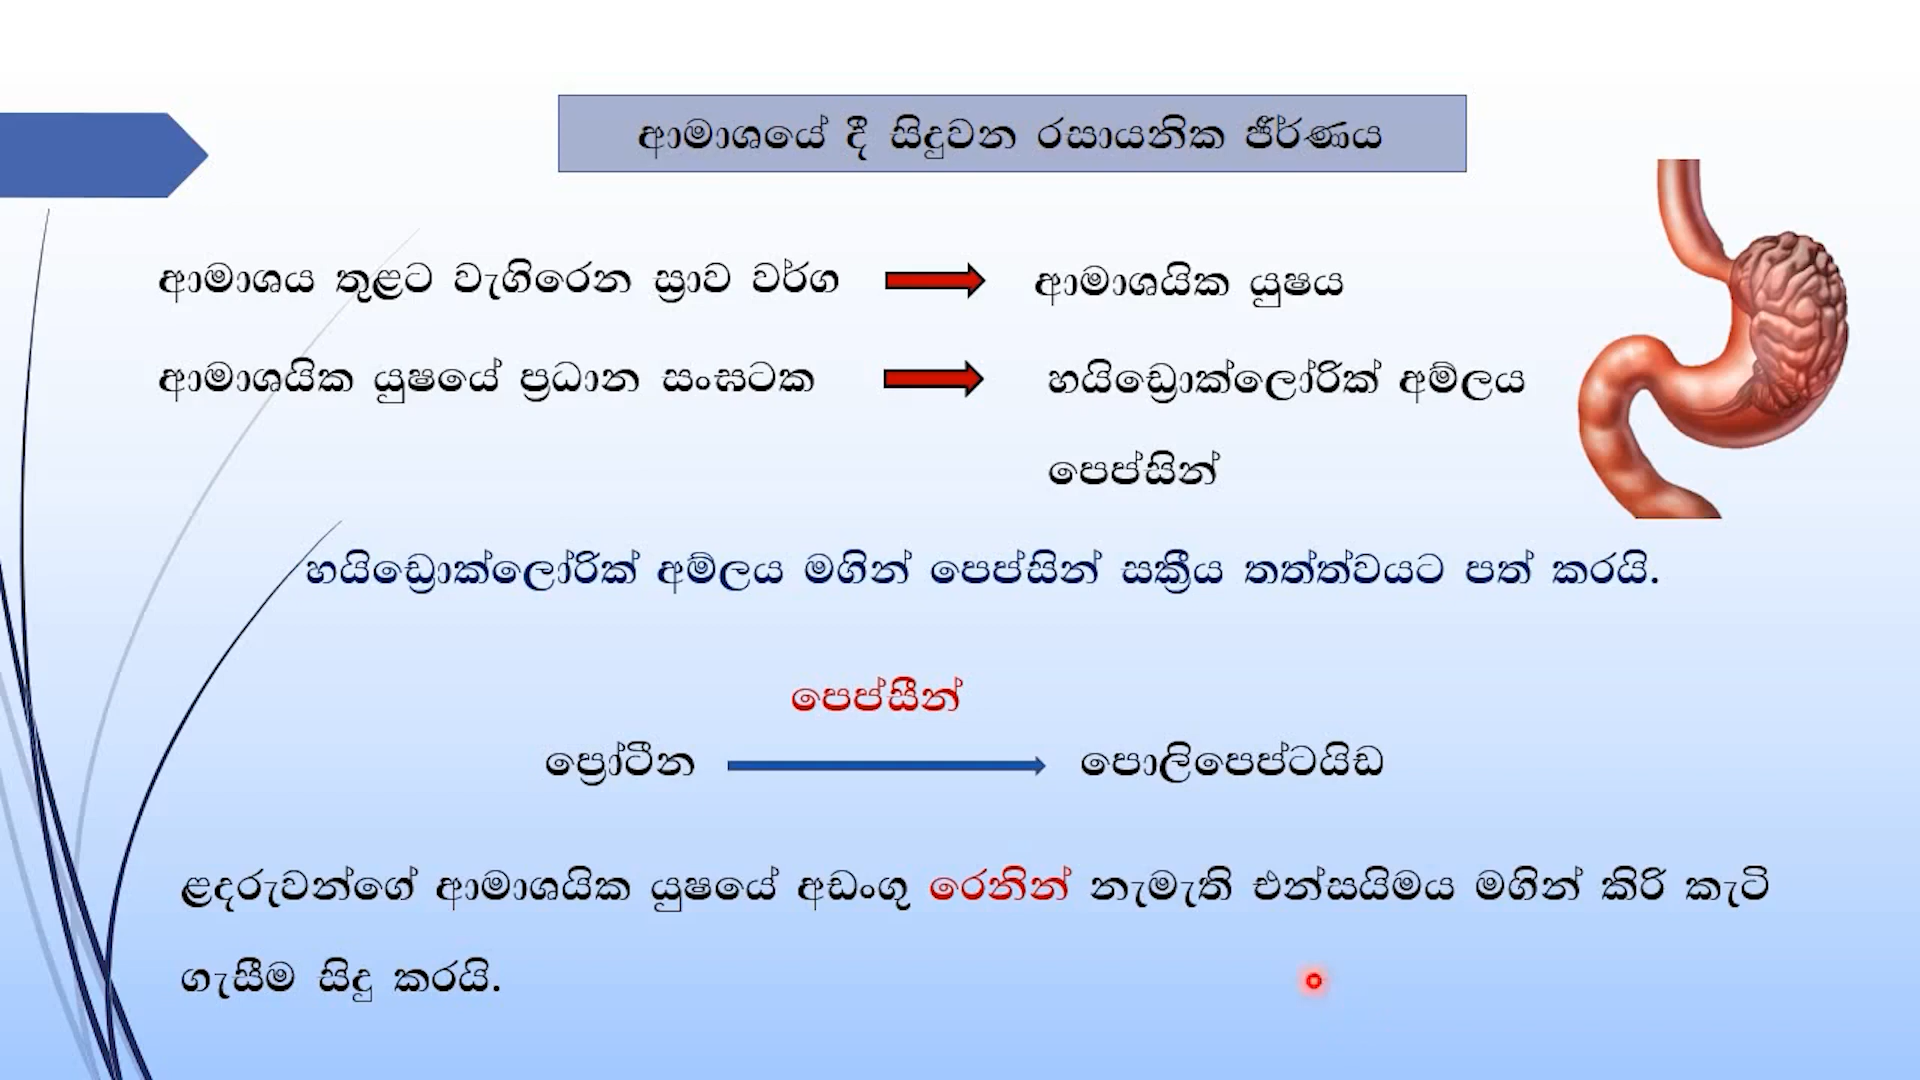 ආමාශයේ දී සිදුවන රසායනික ජීර්ණය
ආමාශය තුළට වැගිරෙන ස්‍රාව වර්ග ආමාශයික යුෂය
ආමාශයික යුෂයේ ප්‍රධාන සංඝටක හයිඩ්‍රොක්ලෝරික් අම්ලය
පෙප්සින්
හයිඩ්‍රොක්ලෝරික් අම්ලය මගින් පෙප්සින් සක්‍රීය තත්ත්වයට පත් කරයි.
පෙප්සීන්
ප්‍රෝටීන පොලිපෙප්ටයිඩ
ළදරුවන්ගේ ආමාශයික යුෂයේ අඩංගු රෙනින් නැමැති එන්සයිමය මගින් කිරි කැටි
ගැසීම සිදු කරයි.